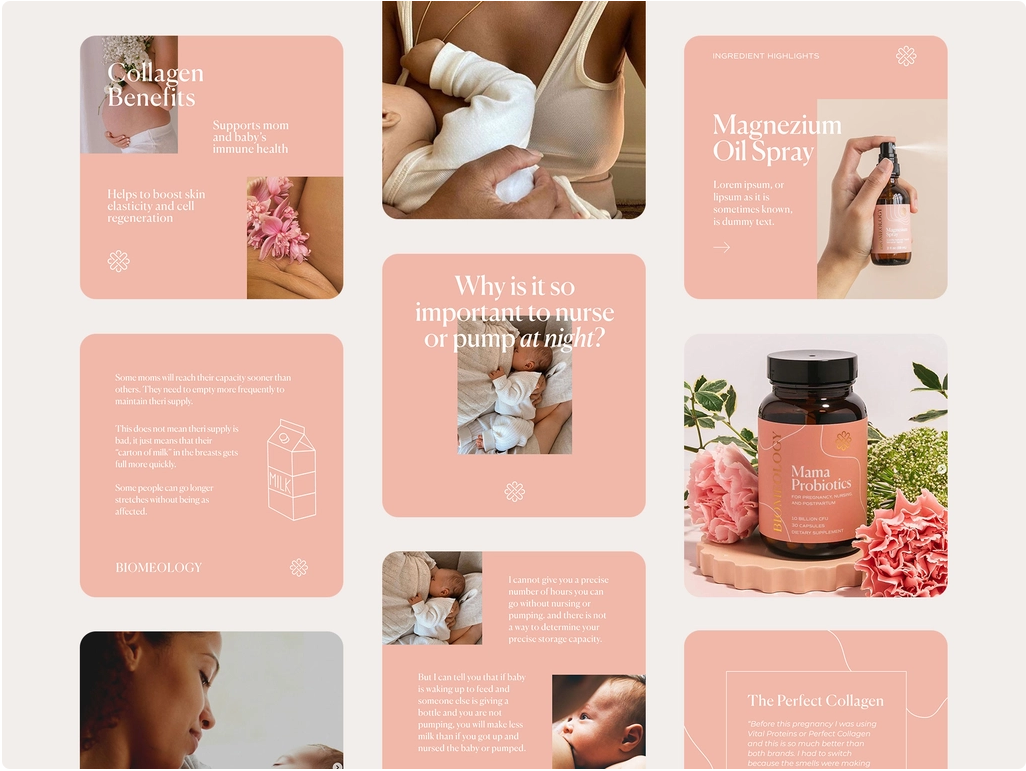 Collagen
Benefits
Supports mom
and baby's
immune health
Helps to boost skin
elasticity and cell
regeneration
Some moms will reach their capacity sooner than
others. They need to empty more frequently to
maintain theri supply.
This does not mean theri supply is
bad, it just means that their
"carton of milk" in the breasts gets
full more quickly.
Some people can go longer
stretches without being as
affected.
MILK
BIOMEOLOGY
Why is it so
important to nurse
or pump at night?
I cannot give you a precise
number of hours you can
go without nursing or
pumping, and there is not
a way to determine your
precise storage capacity.
But I can tell you that if baby
is waking up to feed and
someone else is giving a
bottle and you are not
pumping, you will make less
milk than if you got up and
nursed the baby or pumped.
INGREDIENT HIGHLIGHTS
Magnezium
Oil Spray
Lorem ipsum, or
lipsum as it is
sometimes known,
is dummy text.
Magnesium
Spray
BIOMEOLOGY
Mama
Probiotics
FOR PREGNANCY, NURSING
AND POSTPARTUM
50 BILLION CFU
30 CAPSULES
DIETARY SUPPLEMENT
The Perfect Collagen
"Before this pregnancy I was using
Vital Proteins or Perfect Collagen
and this is so much better than
both brands. I had to switch
because the smells were making